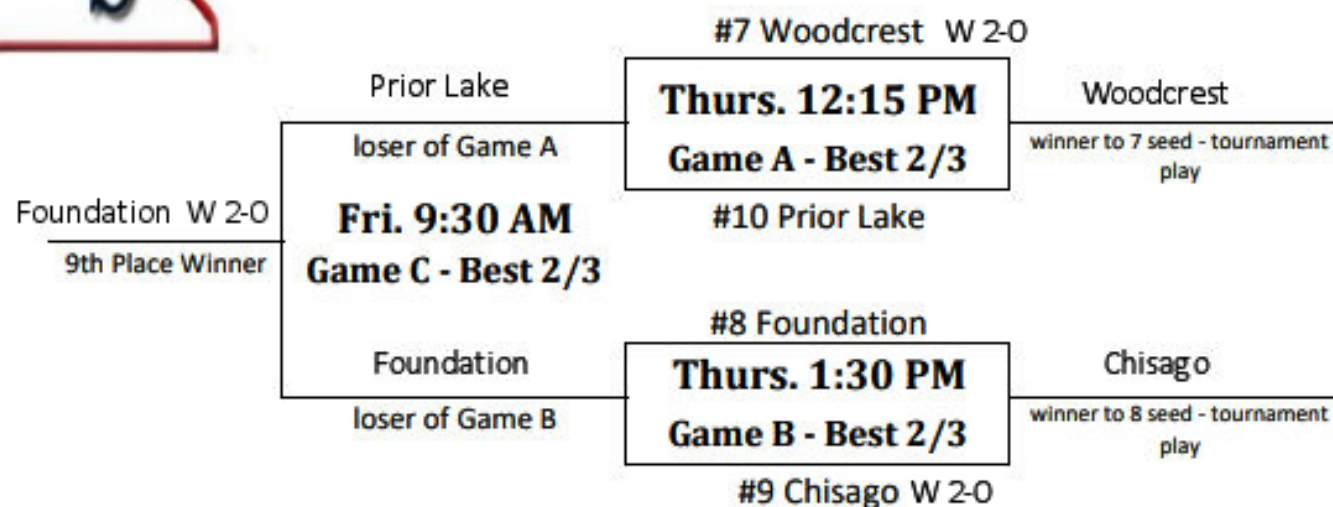 #7 Woodcrest W 2-0
Prior Lake
Thurs. 12:15 PM
Woodcrest
loser of Game A
Game A - Best 2/3
winner to 7 seed - tournament
play
Foundation W 2-0
Fri. 9:30 AM
#10 Prior Lake
9th Place Winner
Game C - Best 2/3
#8 Foundation
Foundation
Thurs. 1:30 PM
Chisago
loser of Game B
Game B - Best 2/3
winner to 8 seed - tournament
play
#9 Chisago W 2-0